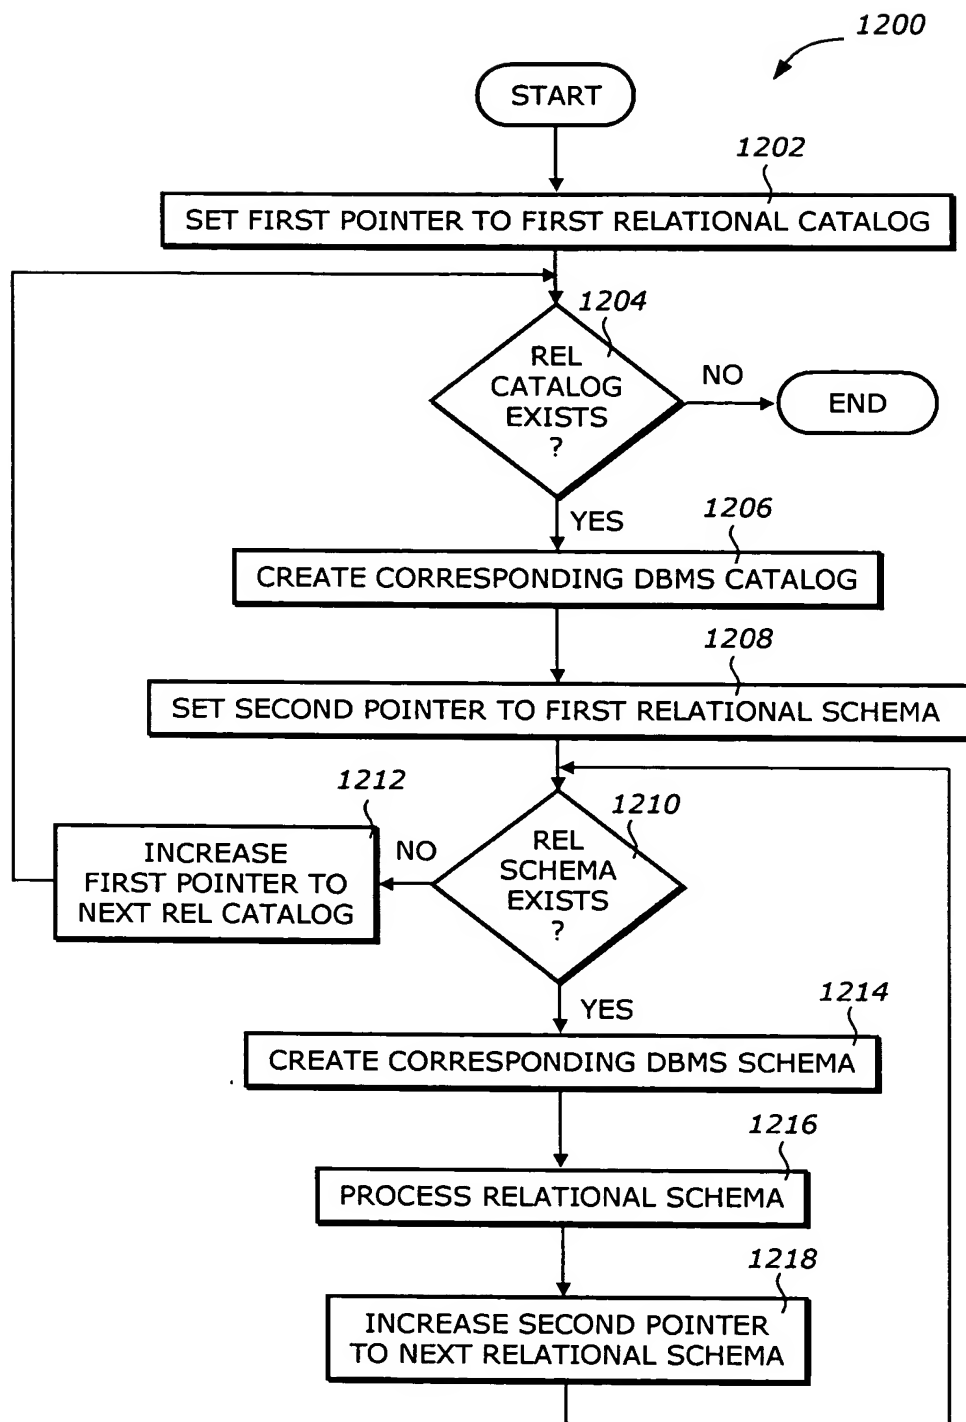 1200
START
1202
SET FIRST POINTER TO FIRST RELATIONAL CATALOG
1204
REL
CATALOG
EXISTS
?
NO
END
YES
1206
CREATE CORRESPONDING DBMS CATALOG
1208
SET SECOND POINTER TO FIRST RELATIONAL SCHEMA
1212
INCREASE
FIRST POINTER TO
NEXT REL CATALOG
NO
1210
REL
SCHEMA
EXISTS
?
YES
1214
CREATE CORRESPONDING DBMS SCHEMA
1216
PROCESS RELATIONAL SCHEMA
1218
INCREASE SECOND POINTER
TO NEXT RELATIONAL SCHEMA